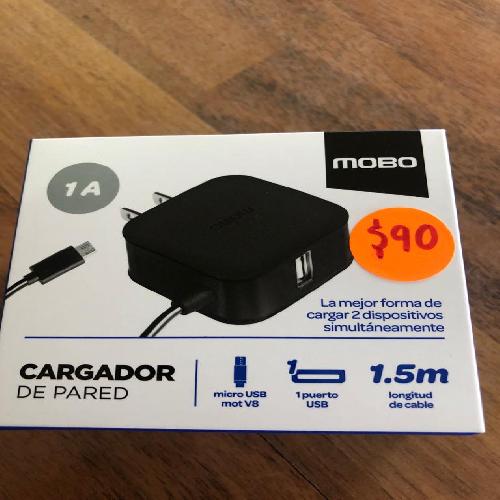 1A
mobo
$90
La mejor forma de
cargar 2 dispositivos
simultáneamente
CARGADOR
DE PARED
micro USB
mot V8
1
1 puerto
USB
1.5m
longitud
de cable